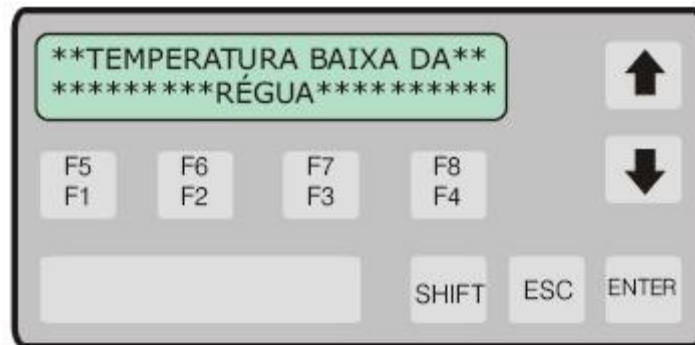 **TEMPERATURA BAIXA DA**
*********RÉGUA**********
F5 F6 F7 F8
F1 F2 F3 F4
SHIFT ESC ENTER